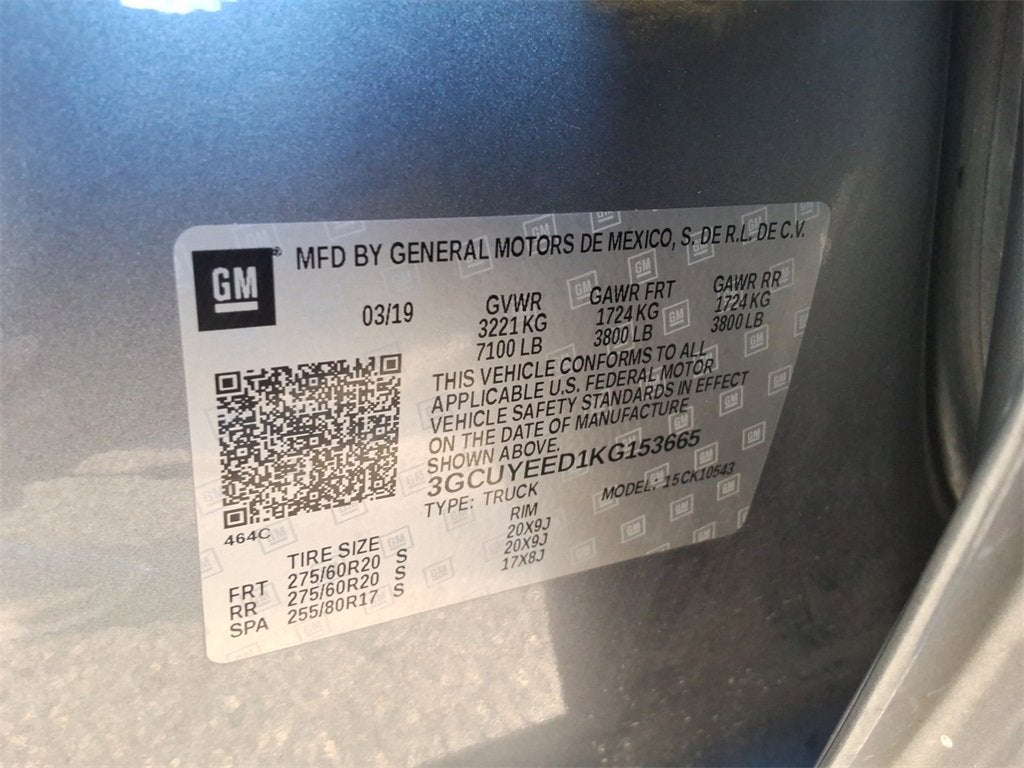 GM® MFD BY GENERAL MOTORS DE MEXICO, S. DE R.L. DE C.V.
03/19 GVWR GAWR FRT GAWR RR
3221 KG 1724 KG 1724 KG
7100 LB 3800 LB 3800 LB
THIS VEHICLE CONFORMS TO ALL
APPLICABLE U.S. FEDERAL MOTOR
VEHICLE SAFETY STANDARDS IN EFFECT
ON THE DATE OF MANUFACTURE
SHOWN ABOVE.
3GCUYEED1KG153665
TYPE: TRUCK MODEL: 15CK10543
464C
TIRE SIZE RIM
FRT 275/60R20 S 20X9J
RR 275/60R20 S 20X9J
SPA 255/80R17 S 17X8J